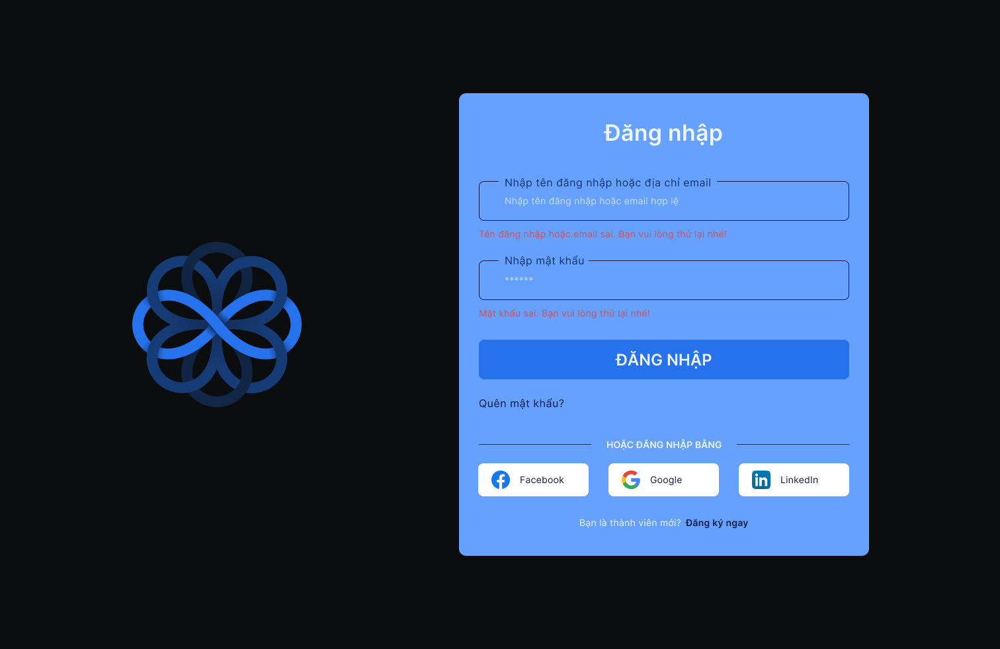 Đăng nhập
Nhập tên đăng nhập hoặc địa chỉ email
Nhập tên đăng nhập hoặc email hợp lệ
Tên đăng nhập hoặc email sai. Bạn vui lòng thử lại nhé!
Nhập mật khẩu
******
Mật khẩu sai. Bạn vui lòng thử lại nhé!
ĐĂNG NHẬP
Quên mật khẩu?
HOẶC ĐĂNG NHẬP BẰNG
Facebook
Google
LinkedIn
Bạn là thành viên mới? Đăng ký ngay